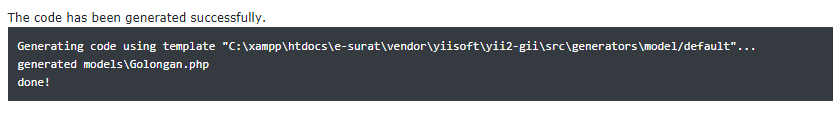 The code has been generated successfully.
Generating code using template "C:\xampp\htdocs\e-surat\vendor\yiisoft\yii2-gii\src\generators\model/default"...
generated models\Golongan.php
done!